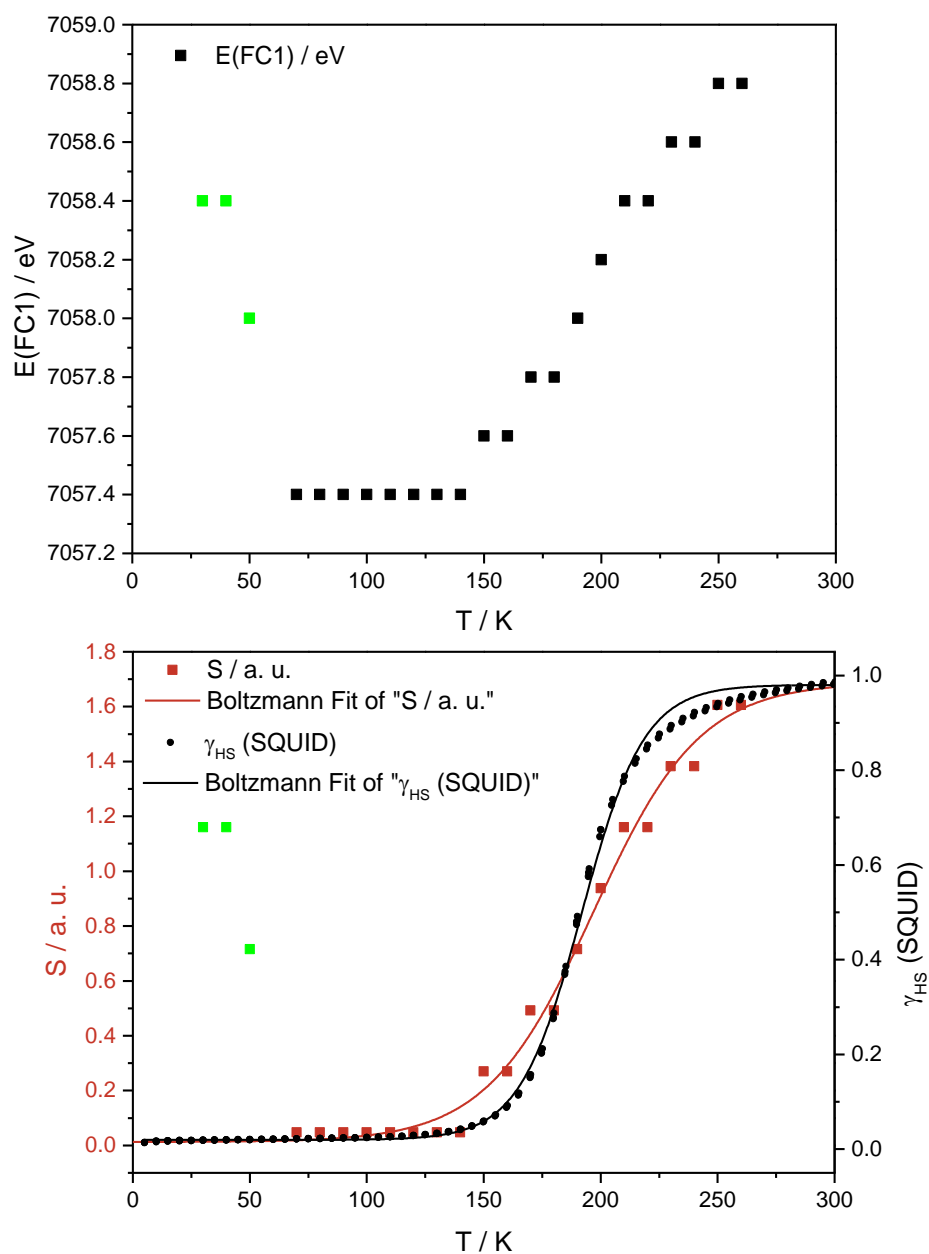 7059.0
E(FC1) / eV
7058.8
7058.6
7058.4
7058.2
7058.0
7057.8
7057.6
7057.4
7057.2
E(FC1) / eV
0 50 100 150 200 250 300
T / K
1.8
S / a. u.
1.0
Boltzmann Fit of "S / a. u."
1.6
γHS (SQUID)
1.4
Boltzmann Fit of "γHS (SQUID)"
0.8
1.2
1.0
0.6
0.8
0.4
0.6
0.4
0.2
0.2
0.0
0.0
S / a. u.
γHS (SQUID)
0 50 100 150 200 250 300
T / K